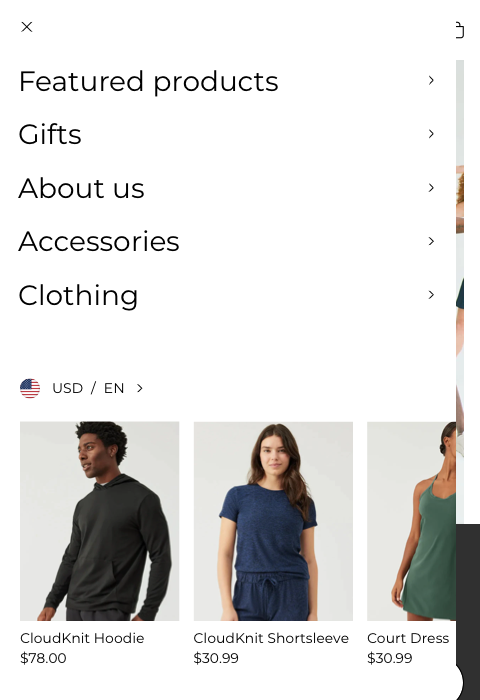 Featured products
Gifts
About us
Accessories
Clothing
USD / EN
CloudKnit Hoodie
$78.00
CloudKnit Shortsleeve
$30.99
Court Dress
$30.99